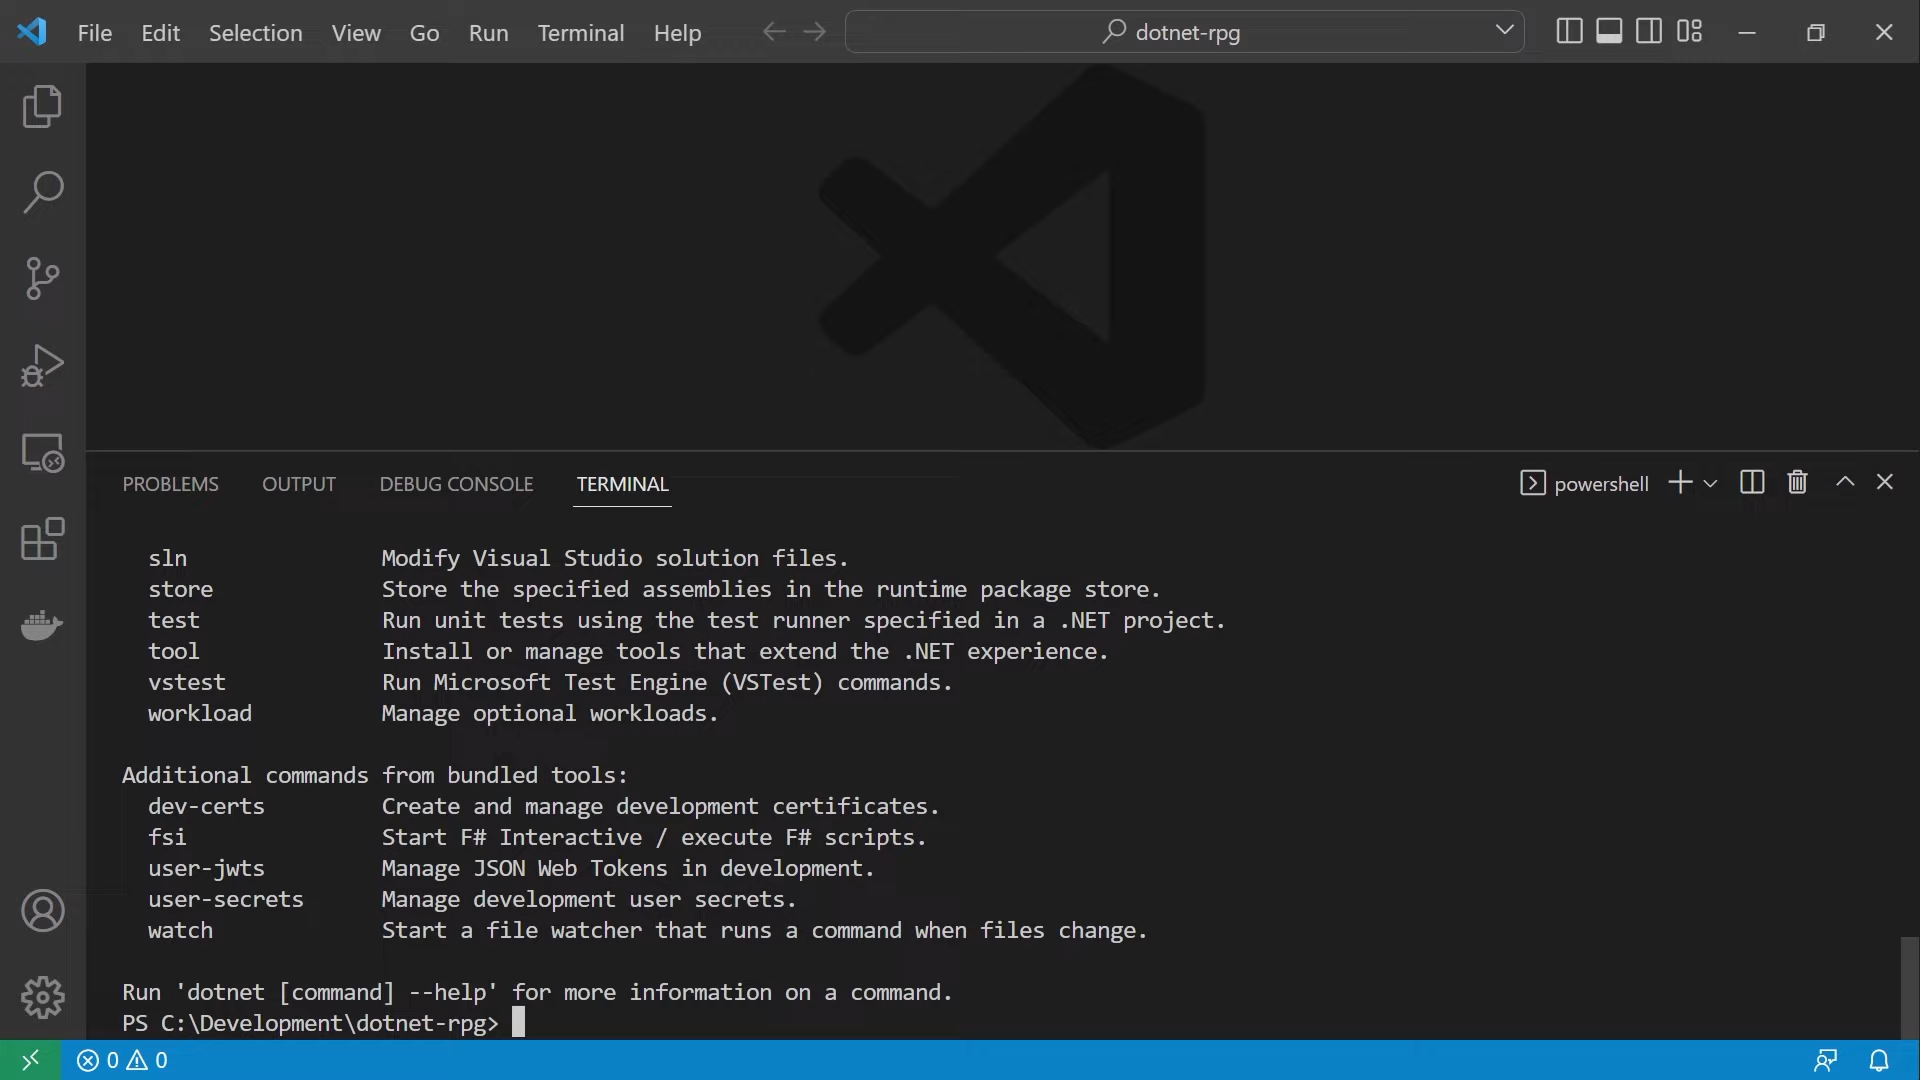 File Edit Selection View Go Run Terminal Help dotnet-rpg
PROBLEMS OUTPUT DEBUG CONSOLE TERMINAL powershell
sln Modify Visual Studio solution files.
store Store the specified assemblies in the runtime package store.
test Run unit tests using the test runner specified in a .NET project.
tool Install or manage tools that extend the .NET experience.
vstest Run Microsoft Test Engine (VSTest) commands.
workload Manage optional workloads.
Additional commands from bundled tools:
dev-certs Create and manage development certificates.
fsi Start F# Interactive / execute F# scripts.
user-jwts Manage JSON Web Tokens in development.
user-secrets Manage development user secrets.
watch Start a file watcher that runs a command when files change.
Run 'dotnet [command] --help' for more information on a command.
PS C:\Development\dotnet-rpg>
0 0